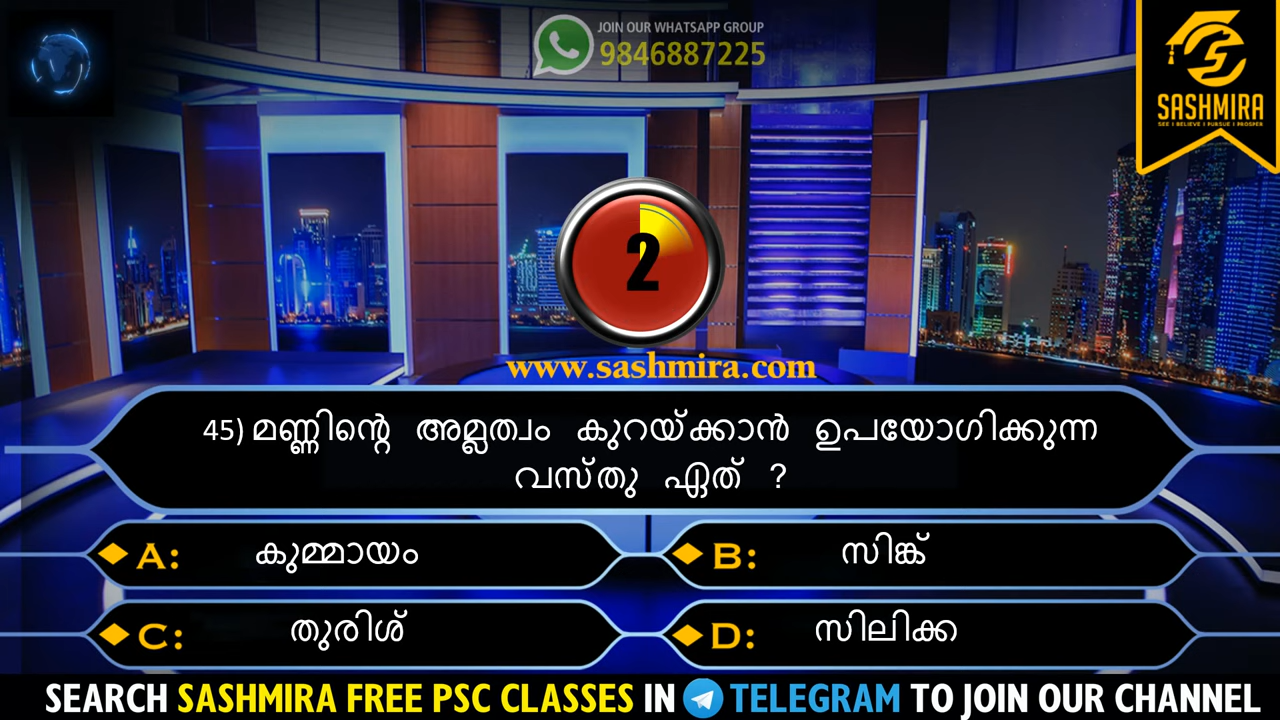 JOIN OUR WHATSAPP GROUP
9846887225
SASHMIRA
SEE | BELIEVE | PURSUE | PROSPER
2
www.sashmira.com
45) മണ്ണിന്റെ അമ്ലത്വം കുറയ്ക്കാൻ ഉപയോഗിക്കുന്ന
വസ്തു ഏത് ?
A: കുമ്മായം
B: സിങ്ക്
C: തുരിശ്
D: സിലിക്ക
SEARCH SASHMIRA FREE PSC CLASSES IN TELEGRAM TO JOIN OUR CHANNEL